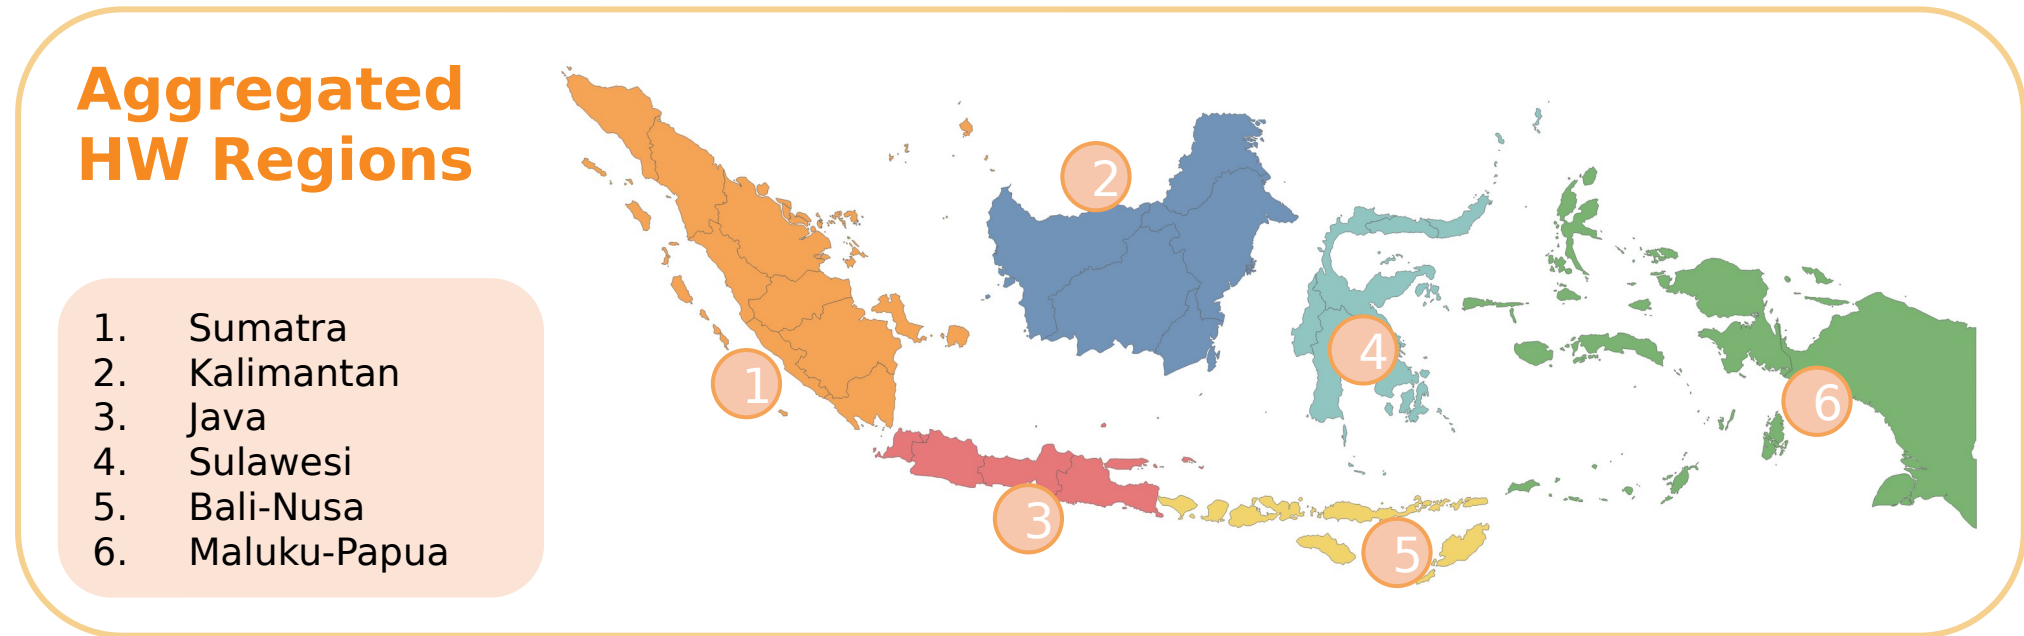 Aggregated
HW Regions
1. Sumatra
2. Kalimantan
3. Java
4. Sulawesi
5. Bali-Nusa
6. Maluku-Papua
1
2
3
4
5
6